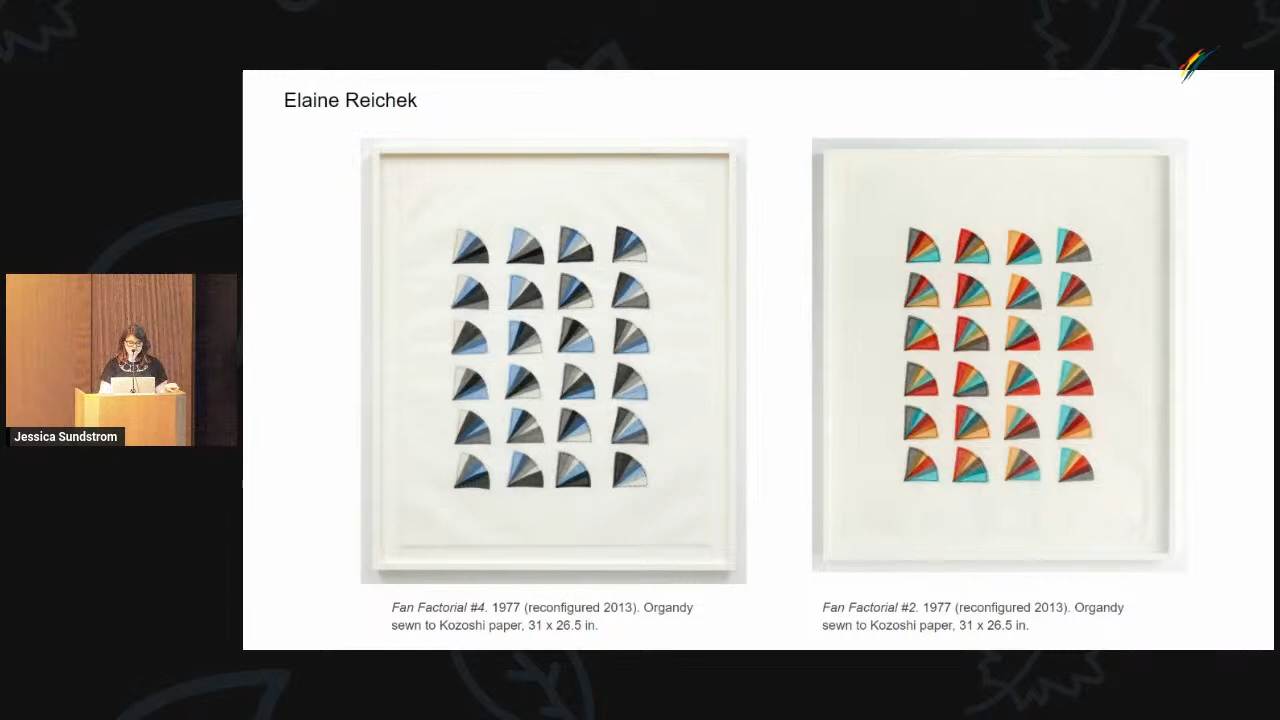 Elaine Reichek
Jessica Sundstrom
Fan Factorial #4. 1977 (reconfigured 2013). Organdy
sewn to Kozoshi paper, 31 x 26.5 in.
Fan Factorial #2. 1977 (reconfigured 2013). Organdy
sewn to Kozoshi paper, 31 x 26.5 in.